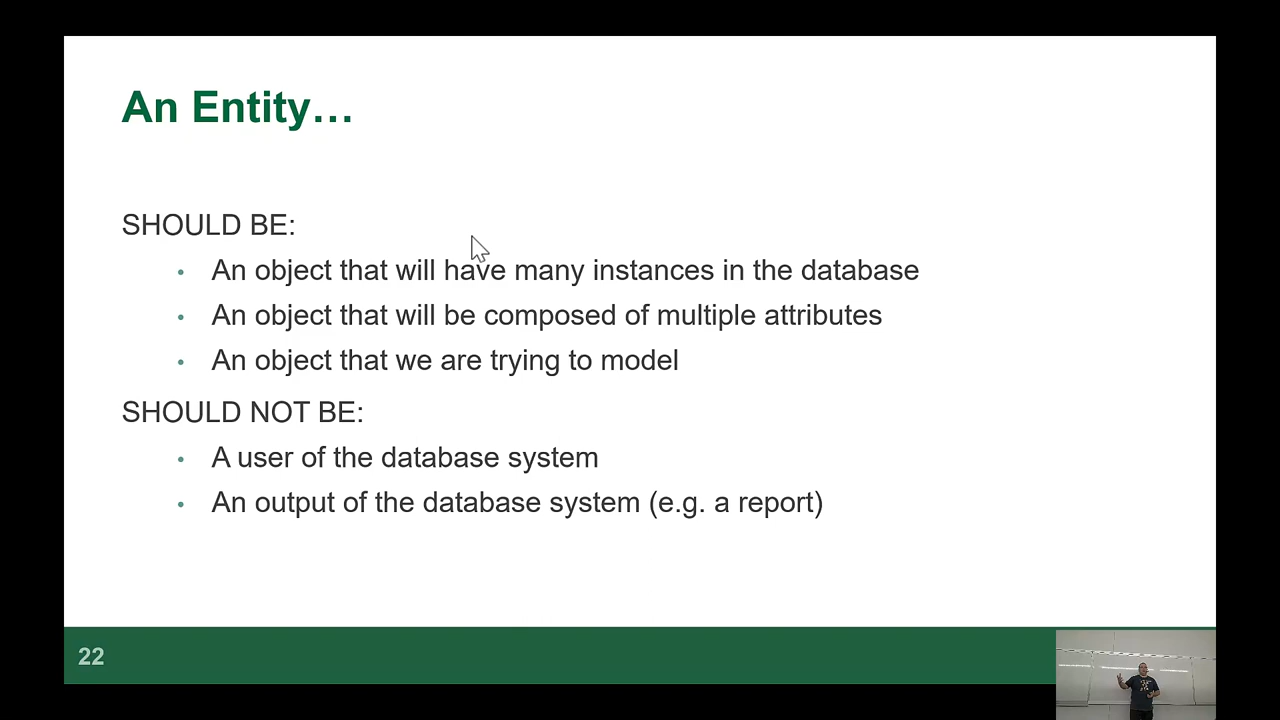 An Entity…
SHOULD BE:
• An object that will have many instances in the database
• An object that will be composed of multiple attributes
• An object that we are trying to model
SHOULD NOT BE:
• A user of the database system
• An output of the database system (e.g. a report)
22